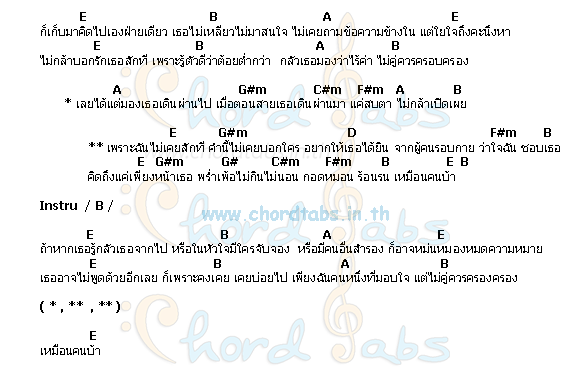 E B A E
ก็เก็บมาคิดไปเองฝ่ายเดียว เธอไม่เหลียวไม่มาสนใจ ไม่เคยถามข้อความข้างใน แต่ใยใจถึงคะนึงหา
E B A B
ไม่กล้าบอกรักเธอสักที เพราะรู้ตัวดีว่าต้อยต่ำกว่า กลัวเธอมองว่าไร้ค่า ไม่คู่ควรครอบครอง
A G#m C#m F#m A B
* เลยได้แต่มองเธอเดินผ่านไป เมื่อตอนสายเธอเดินผ่านมา แค่สบตา ไม่กล้าเปิดเผย
E G#m D F#m B
** เพราะฉันไม่เคยสักที คำนี้ไม่เคยบอกใคร อยากให้เธอได้ยิน จากผู้คนรอบกาย ว่าใจฉัน ชอบเธอ
E G#m G# C#m F#m B E B
คิดถึงแค่เพียงหน้าเธอ พร่ำเพ้อไม่กินไม่นอน กอดหมอน ร้อนรน เหมือนคนบ้า
Instru / B /
www.chordtabs.in.th
E B A E
ถ้าหากเธอรู้กลัวเธอจากไป หรือในหัวใจมีใครจับจอง หรือมีคนอื่นสำรอง ก็อาจหม่นหมองหมดความหมาย
E B A B
เธออาจไม่พูดด้วยอีกเลย ก็เพราะคงเคย เคยบ่อยไป เพียงฉันคนหนึ่งที่มอบใจ แต่ไม่คู่ควรครองครอง
( * , ** , ** )
Chord Tabs
E
เหมือนคนบ้า